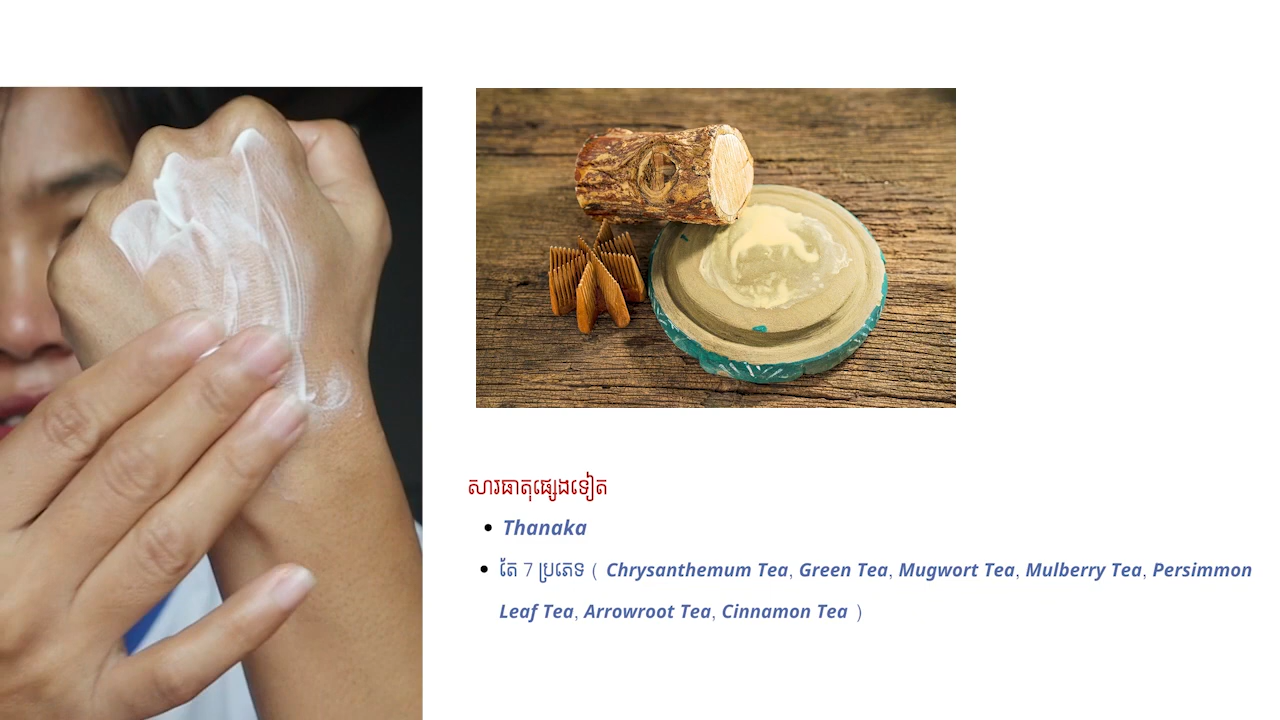 សារធាតុផ្សេងទៀត
• Thanaka
• តែ 7 ប្រភេទ ( Chrysanthemum Tea, Green Tea, Mugwort Tea, Mulberry Tea, Persimmon
Leaf Tea, Arrowroot Tea, Cinnamon Tea )